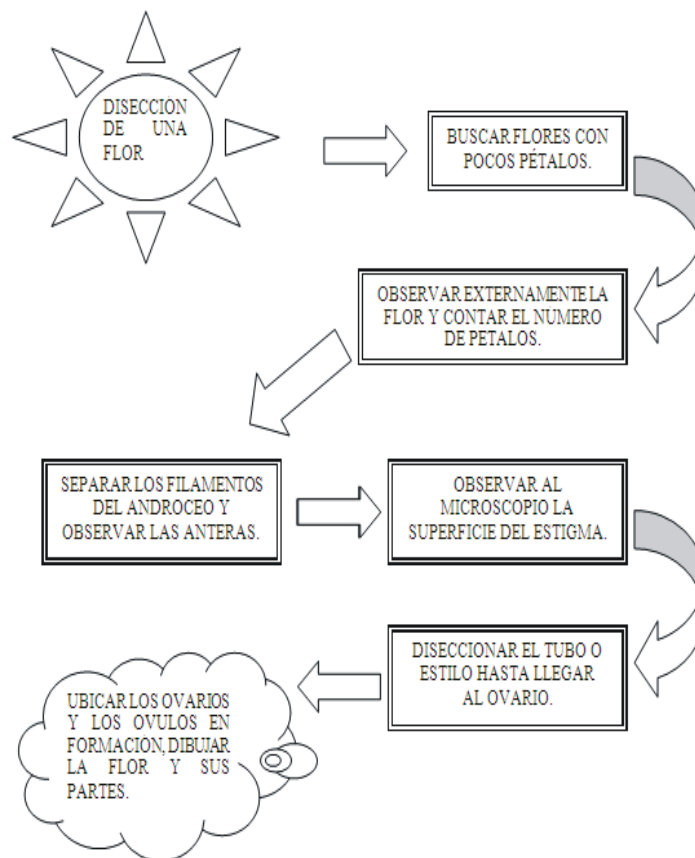 DISECCIÓN
DE UNA
FLOR
BUSCAR FLORES CON
POCOS PÉTALOS.
OBSERVAR EXTERNAMENTE LA
FLOR Y CONTAR EL NÚMERO
DE PETALOS.
SEPARAR LOS FILAMENTOS
DEL ANDROCEO Y
OBSERVAR LAS ANTERAS.
OBSERVAR AL
MICROSCOPIO LA
SUPERFICIE DEL ESTIGMA.
DISECCIONAR EL TUBO O
ESTILO HASTA LLEGAR
AL OVARIO.
UBICAR LOS OVARIOS
Y LOS OVULOS EN
FORMACIÓN, DIBUJAR
LA FLOR Y SUS
PARTES.